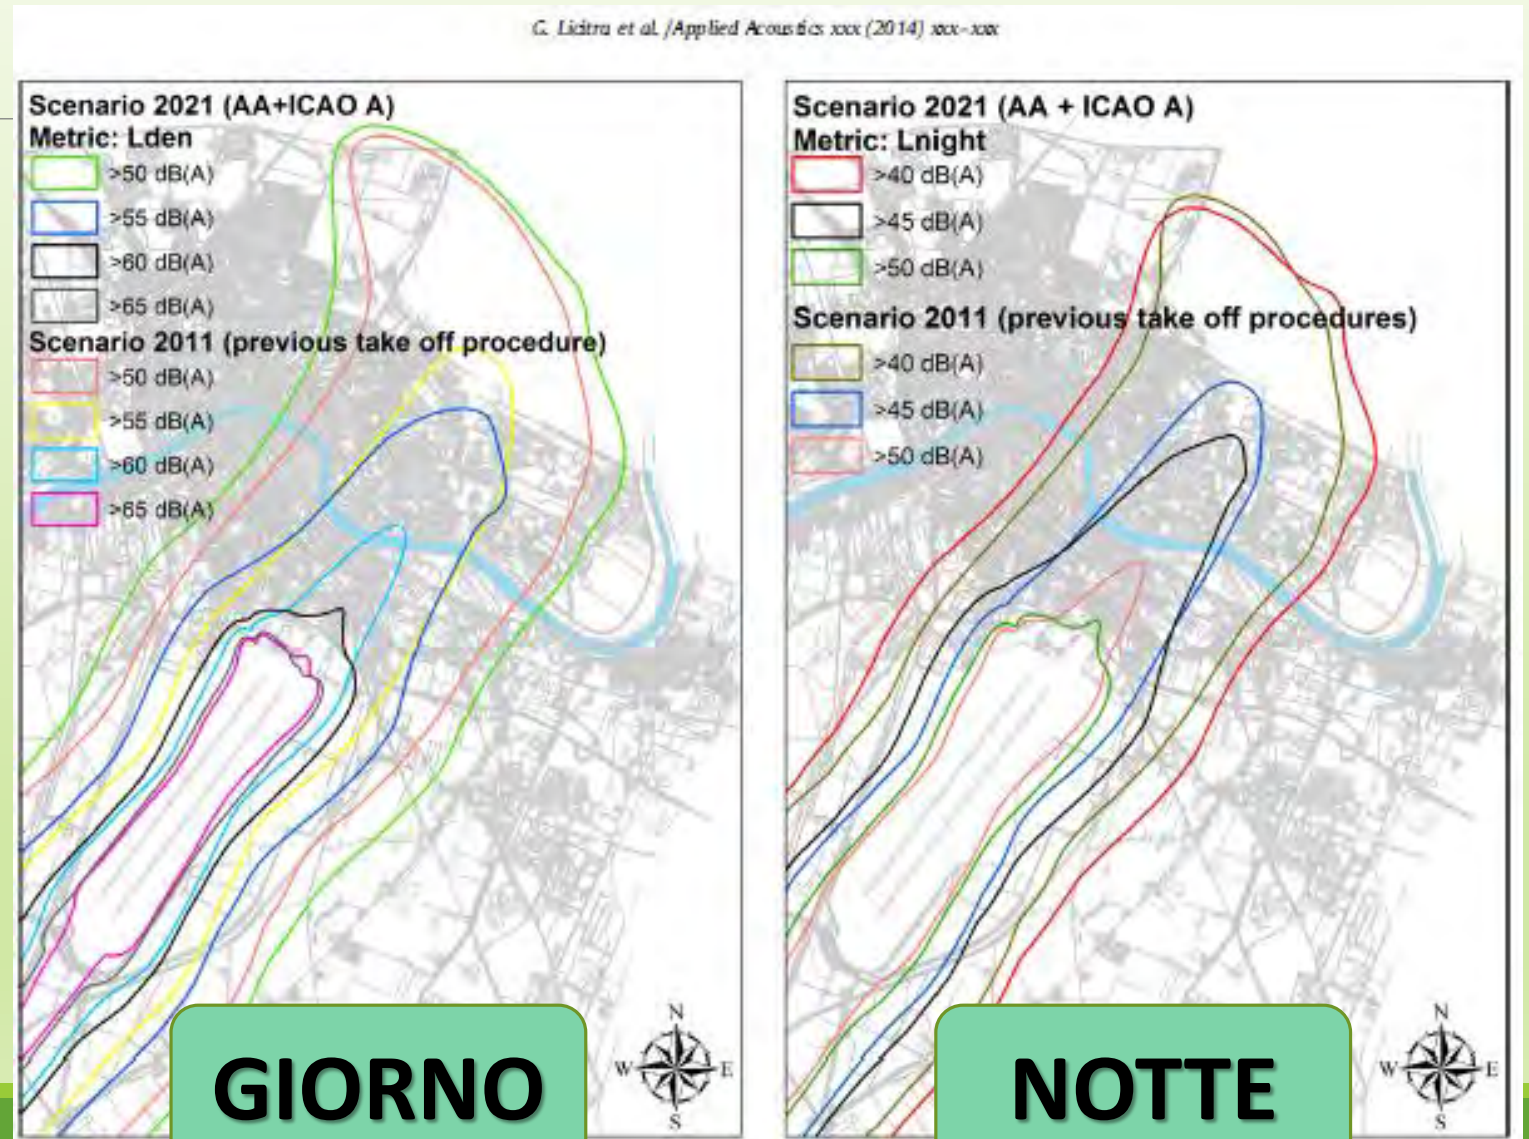 G. Licitra et al. / Applied Acoustics xxx (2014) xxx–xxx
Scenario 2021 (AA+ICAO A)
Metric: Lden
>50 dB(A)
>55 dB(A)
>60 dB(A)
>65 dB(A)
Scenario 2011 (previous take off procedure)
>50 dB(A)
>55 dB(A)
>60 dB(A)
>65 dB(A)
N
W E
S
GIORNO
Scenario 2021 (AA + ICAO A)
Metric: Lnight
>40 dB(A)
>45 dB(A)
>50 dB(A)
Scenario 2011 (previous take off procedures)
>40 dB(A)
>45 dB(A)
>50 dB(A)
N
W E
S
NOTTE